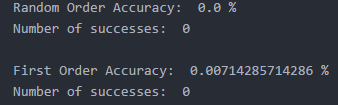 Random Order Accuracy:  0.0 %
Number of successes:  0
First Order Accuracy:  0.00714285714286 %
Number of successes:  0